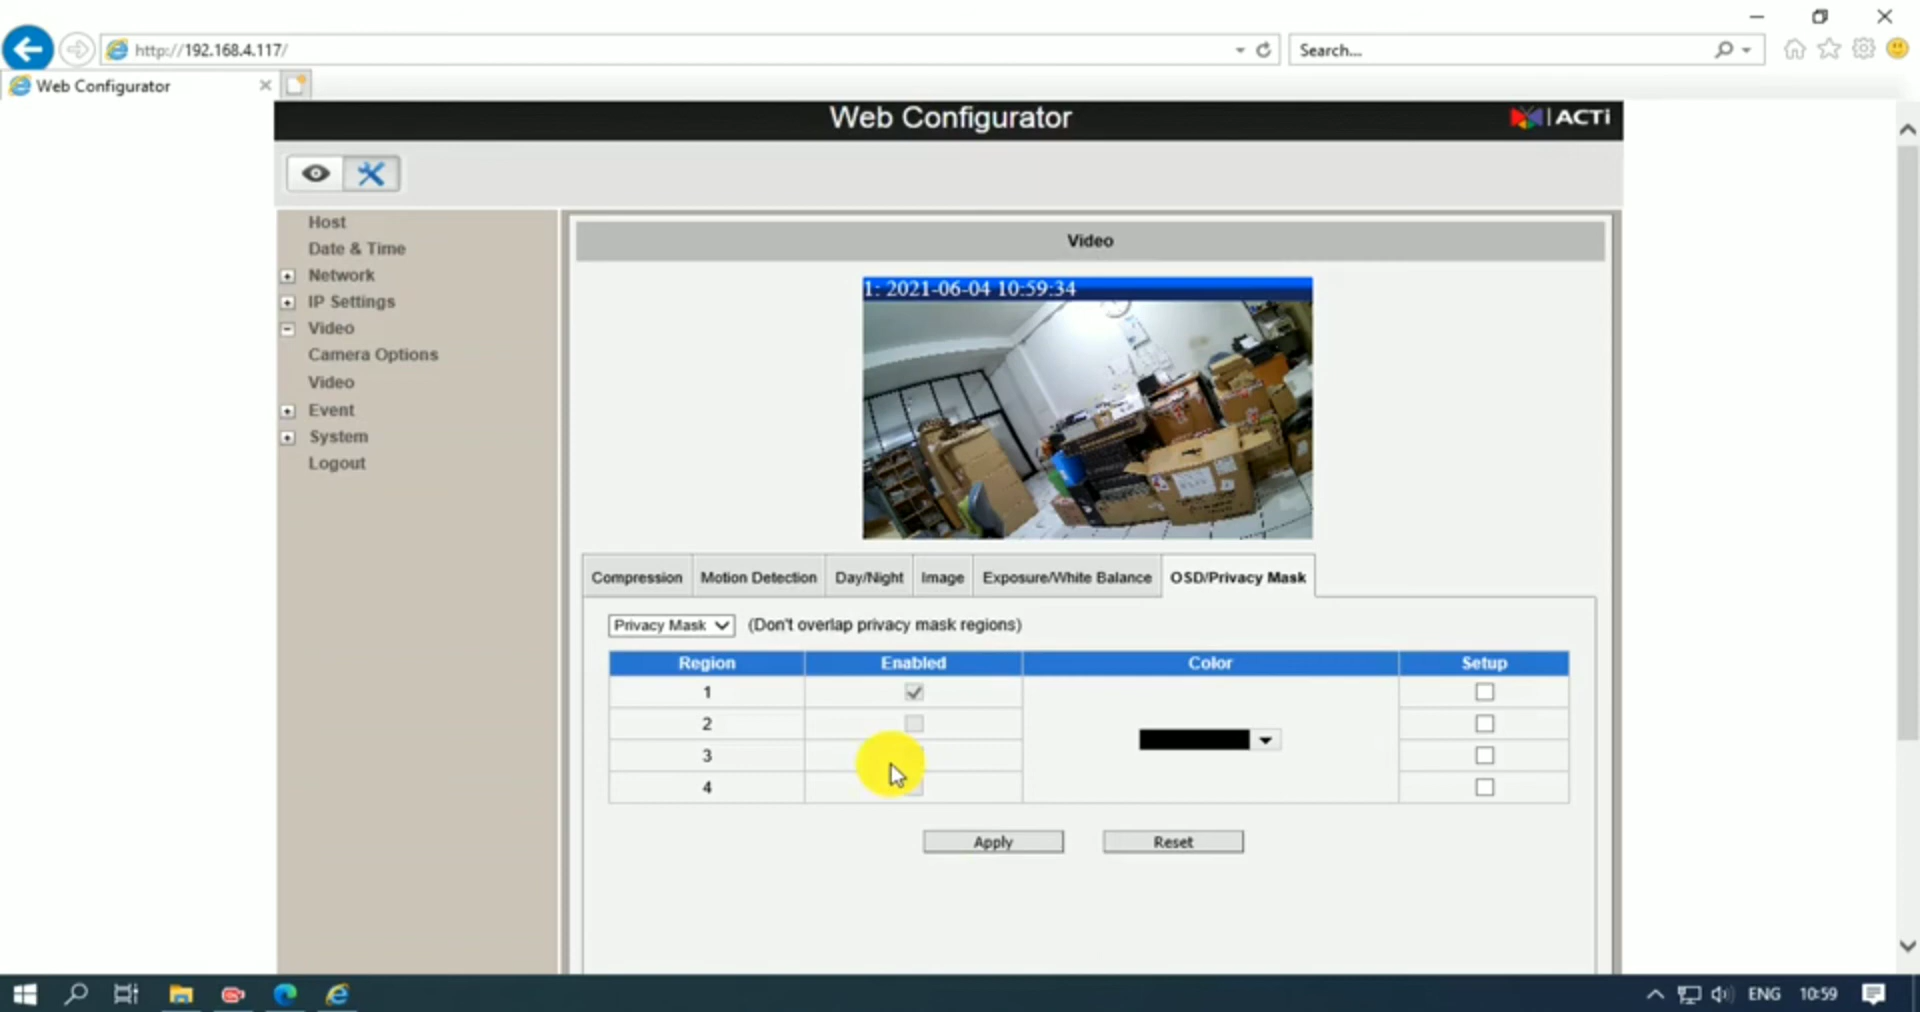 http://192.168.4.117/
Search...
Web Configurator
Web Configurator
ACTi
Host
Date & Time
Network
IP Settings
Video
Camera Options
Video
Event
System
Logout
Video
1: 2021-06-04 10:59:34
Compression
Motion Detection
Day/Night
Image
Exposure/White Balance
OSD/Privacy Mask
Privacy Mask
(Don't overlap privacy mask regions)
Region Enabled Color Setup
1
2
3
4
Apply
Reset
ENG
10:59